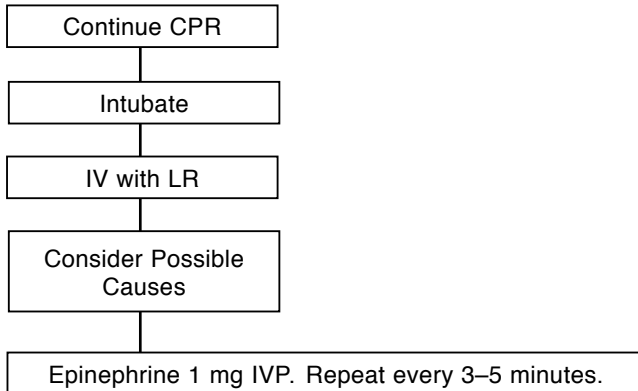 Continue CPR
Intubate
IV with LR
Consider Possible
Causes
Epinephrine 1 mg IVP. Repeat every 3–5 minutes.